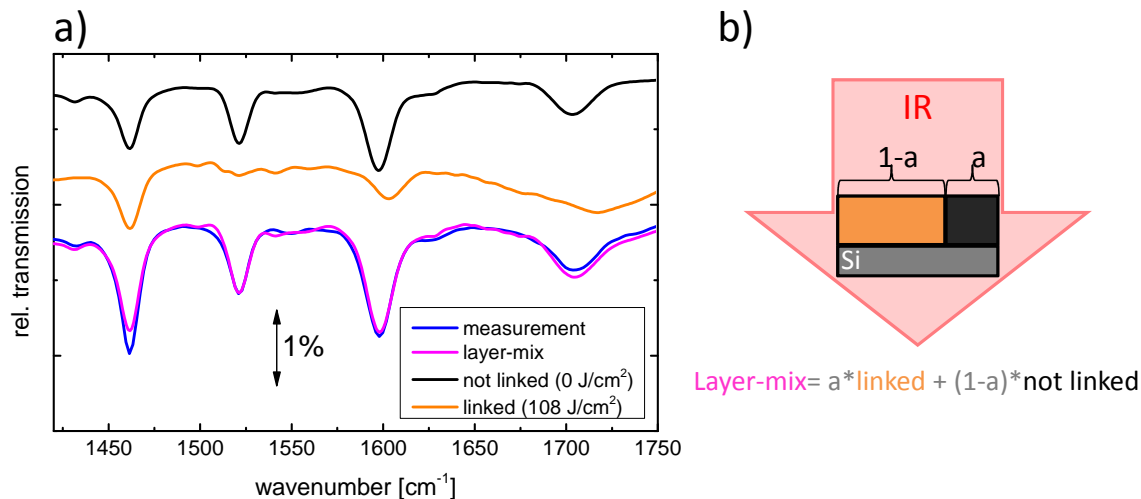 a)
rel. transmission
1%
measurement
layer-mix
not linked (0 J/cm²)
linked (108 J/cm²)
1450 1500 1550 1600 1650 1700 1750
wavenumber [cm⁻¹]
b)
IR
1-a a
Si
Layer-mix= a*linked + (1-a)*not linked